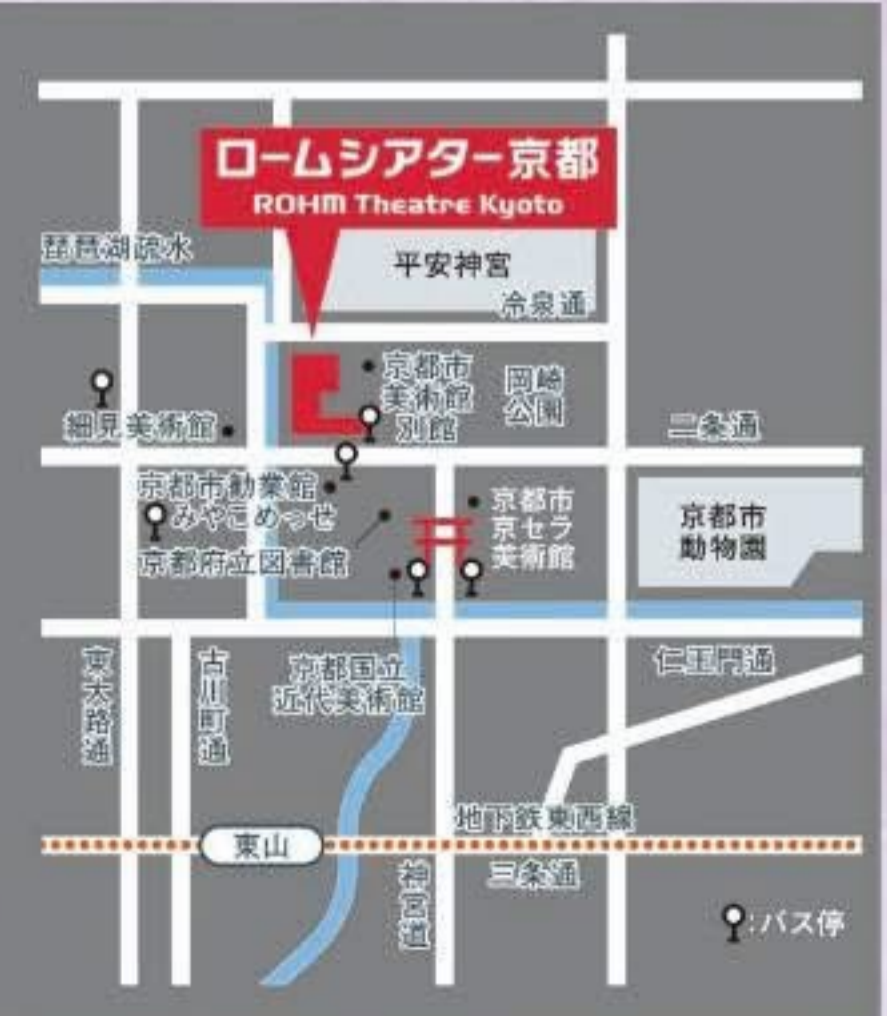 ロームシアター京都
ROHM Theatre Kyoto
琵琶湖疏水
平安神宮
冷泉通
京都市
美術館
別館
岡崎
公園
細見美術館
二条通
京都市勧業館
みやこめっせ
京都府立図書館
京都市
京セラ
美術館
京都市
動物園
東大路通
古川町通
京都国立
近代美術館
仁王門通
地下鉄東西線
東山
三条通
神宮道
:バス停